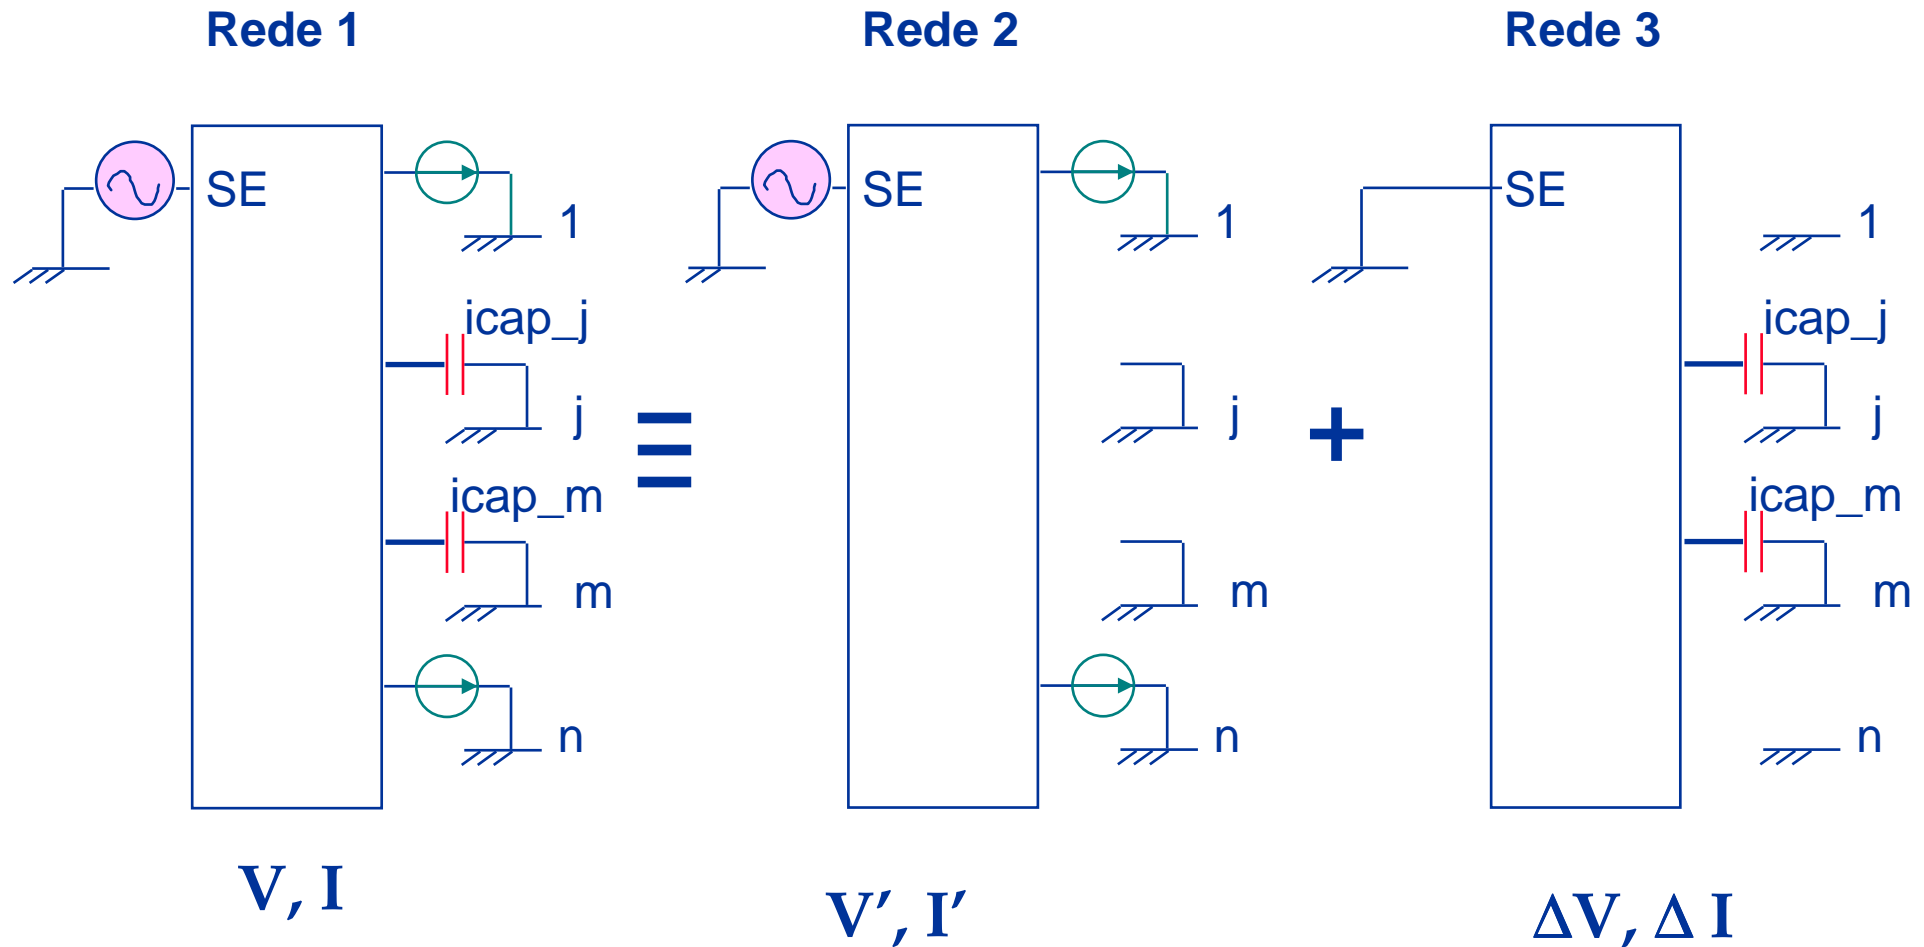 Rede 1
Rede 2
Rede 3
SE
1
icap_j
j
icap_m
m
n
V, I
≡
SE
1
j
m
n
V′, I′
+
SE
1
icap_j
j
icap_m
m
n
ΔV, Δ I